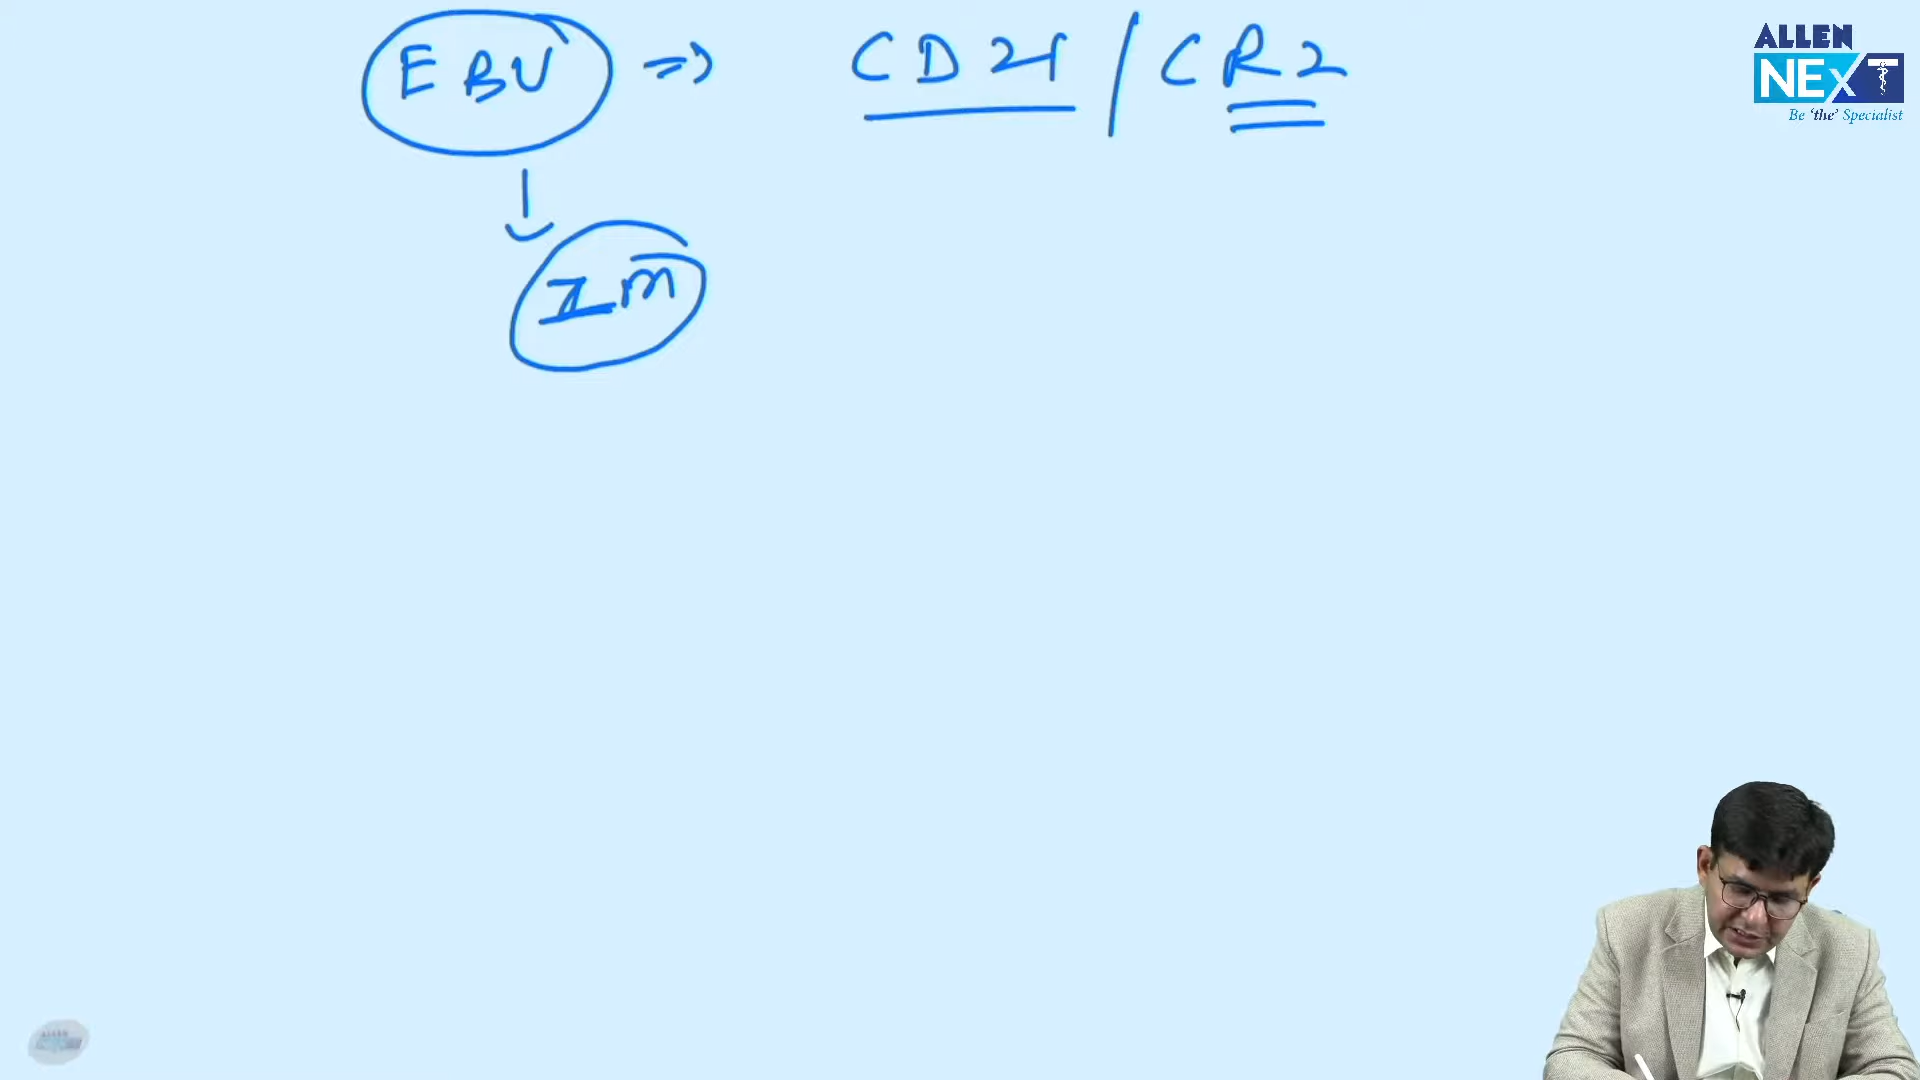 EBV ⇒ CD21 / CR2
↓
IM
ALLEN
NExT
Be 'the' Specialist